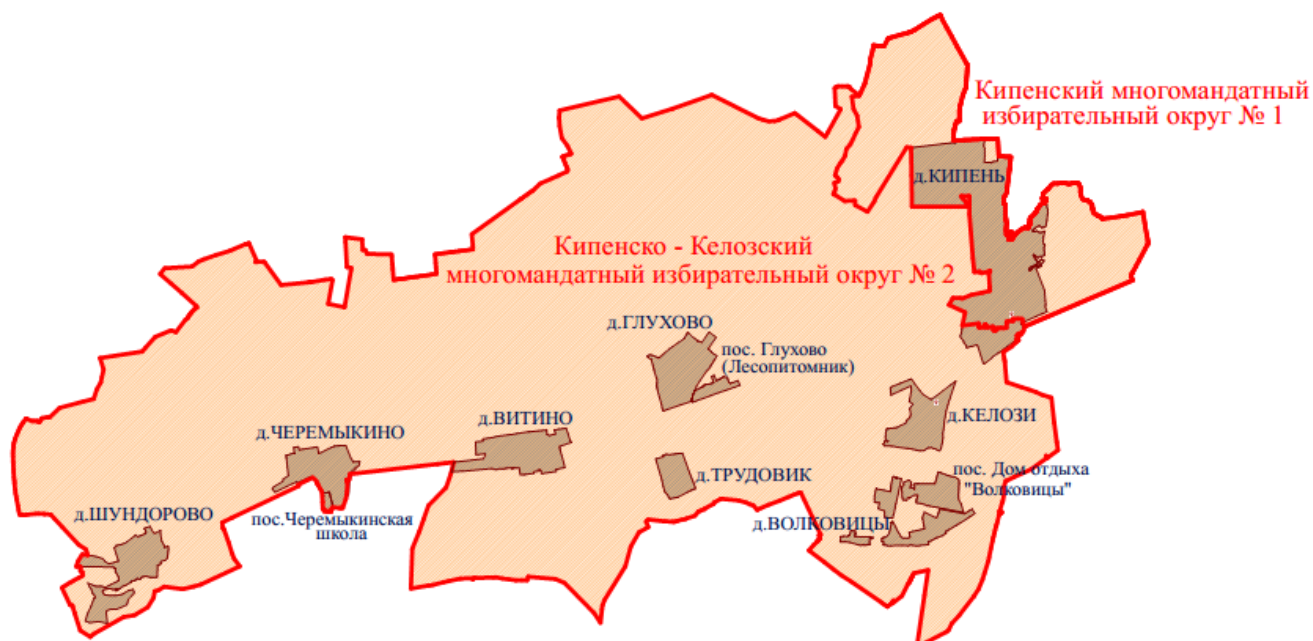 Кипенский многомандатный
избирательный округ № 1
д.КИПЕНЬ
Кипенско - Келозский
многомандатный избирательный округ № 2
д.ГЛУХОВО
пос. Глухово
(Лесопитомник)
д.КЕЛОЗИ
д.ВИТИНО
д.ЧЕРЕМЫКИНО
пос. Дом отдыха
"Волковицы"
д.ТРУДОВИК
д.ШУНДОРОВО
пос.Черемыкинская
школа
д.ВОЛКОВИЦЫ